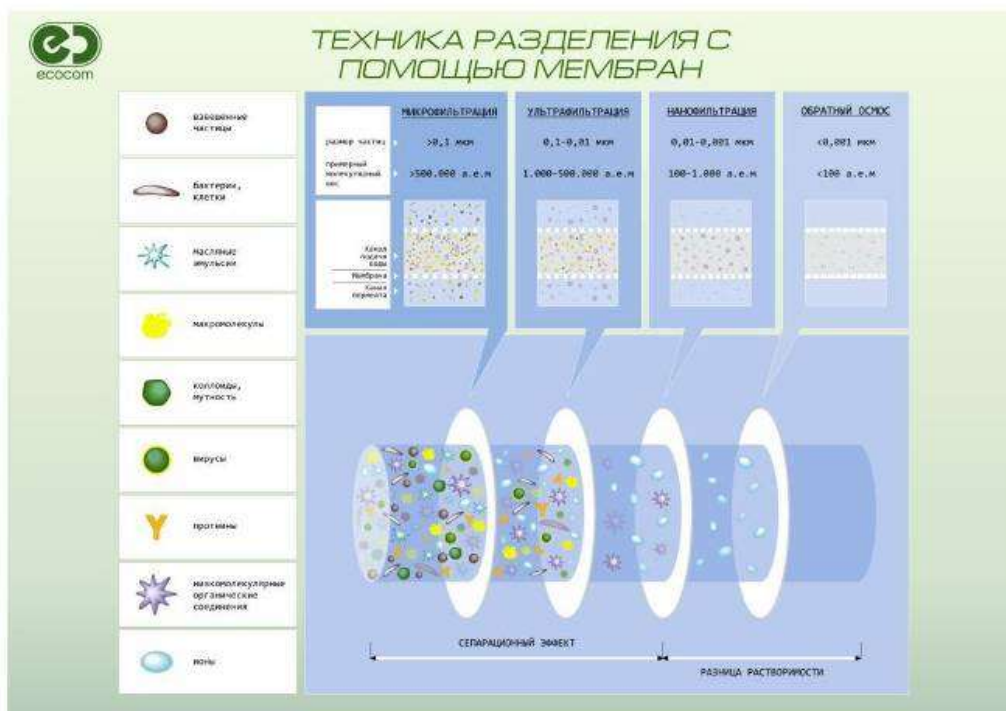 ecocom
ТЕХНИКА РАЗДЕЛЕНИЯ С
ПОМОЩЬЮ МЕМБРАН
взвешенные
частицы
бактерии,
клетки
масляные
эмульсии
макромолекулы
коллоиды,
мутность
вирусы
протеины
низкомолекулярные
органические
соединения
ионы
МИКРОФИЛЬТРАЦИЯ
УЛЬТРАФИЛЬТРАЦИЯ
НАНОФИЛЬТРАЦИЯ
ОБРАТНЫЙ ОСМОС
размер частиц
>0,1 мкм
0,1-0,01 мкм
0,01-0,001 мкм
<0,001 мкм
примерный
молекулярный
вес
>500.000 а.е.м
1.000-500.000 а.е.м
100-1.000 а.е.м
<100 а.е.м
Канал
подачи
воды
Мембрана
Канал
пермеата
СЕПАРАЦИОННЫЙ ЭФФЕКТ
РАЗНИЦА РАСТВОРИМОСТИ